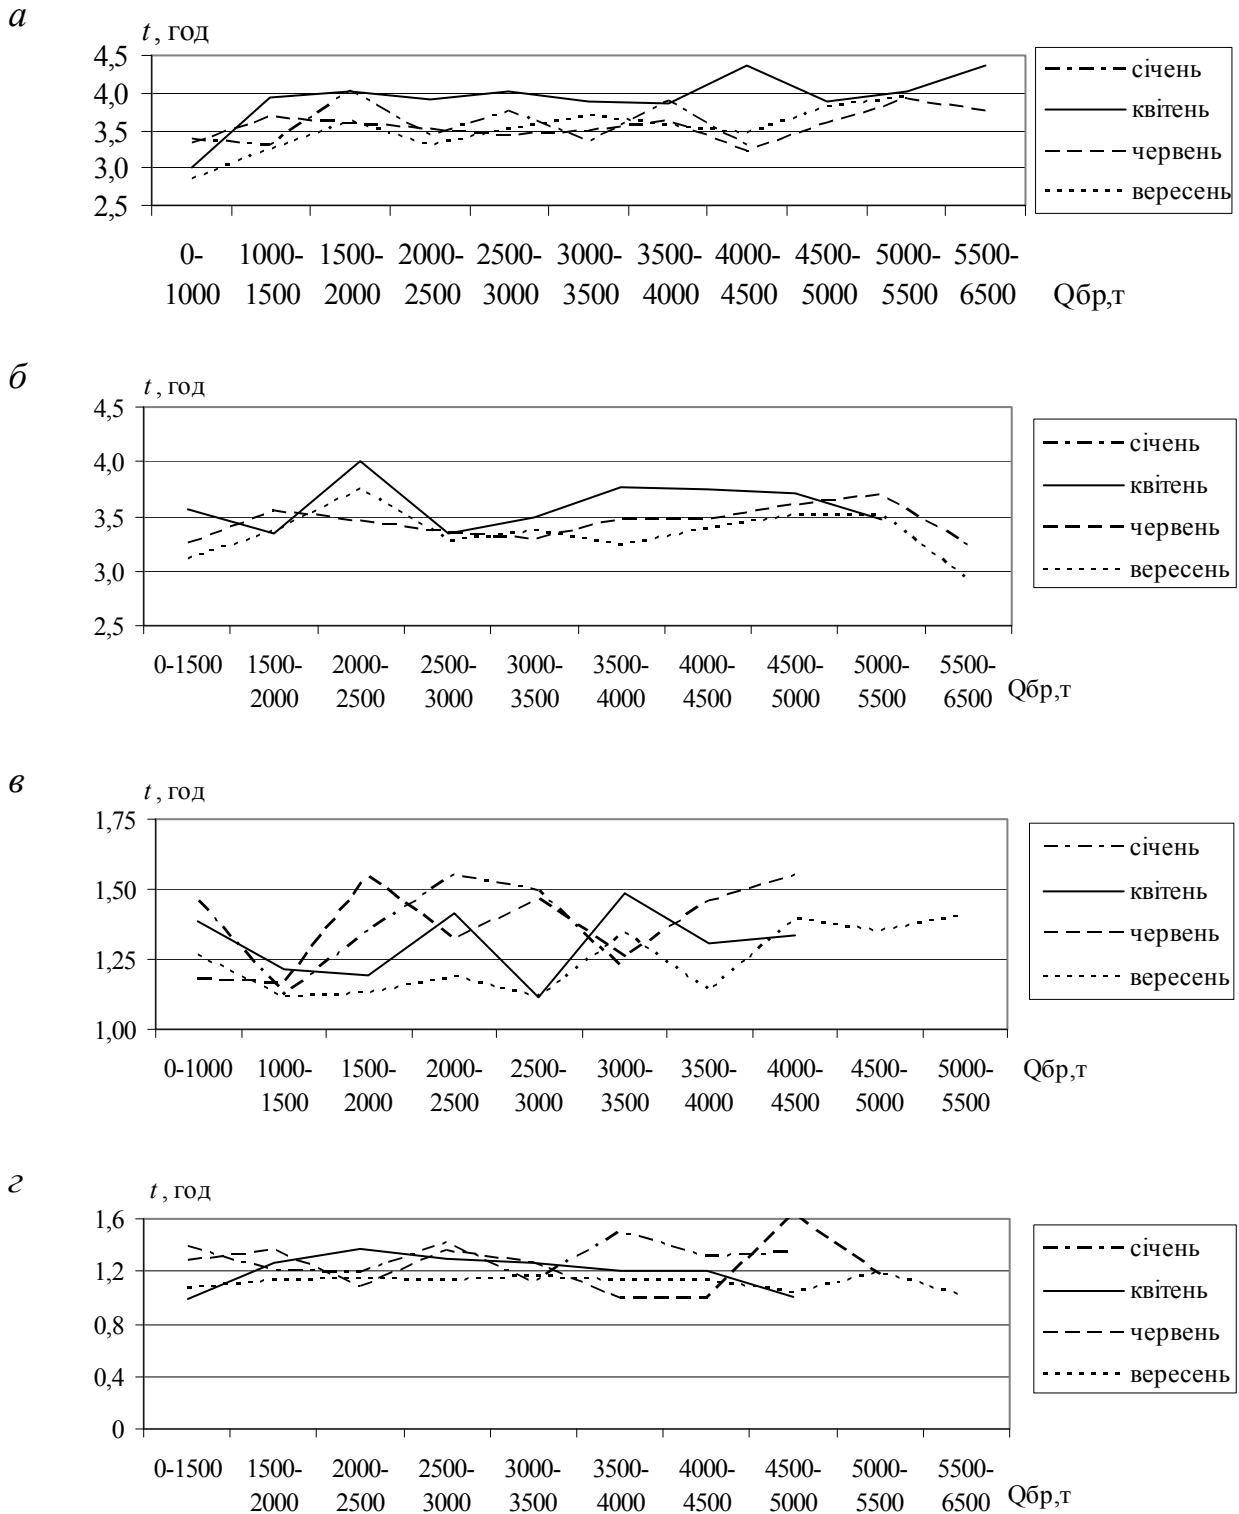 а
t, год
4,5
4,0
3,5
3,0
2,5
0- 1000- 1500- 2000- 2500- 3000- 3500- 4000- 4500- 5000- 5500-
1000 1500 2000 2500 3000 3500 4000 4500 5000 5500 6500 Qбр,т
січень
квітень
червень
вересень
б
t, год
4,5
4,0
3,5
3,0
2,5
0-1500 1500- 2000- 2500- 3000- 3500- 4000- 4500- 5000- 5500-
2000 2500 3000 3500 4000 4500 5000 5500 6500 Qбр,т
січень
квітень
червень
вересень
в
t, год
1,75
1,50
1,25
1,00
0-1000 1000- 1500- 2000- 2500- 3000- 3500- 4000- 4500- 5000- Qбр,т
1500 2000 2500 3000 3500 4000 4500 5000 5500
січень
квітень
червень
вересень
г
t, год
1,6
1,2
0,8
0,4
0
0-1500 1500- 2000- 2500- 3000- 3500- 4000- 4500- 5000- 5500-
2000 2500 3000 3500 4000 4500 5000 5500 6500 Qбр,т
січень
квітень
червень
вересень